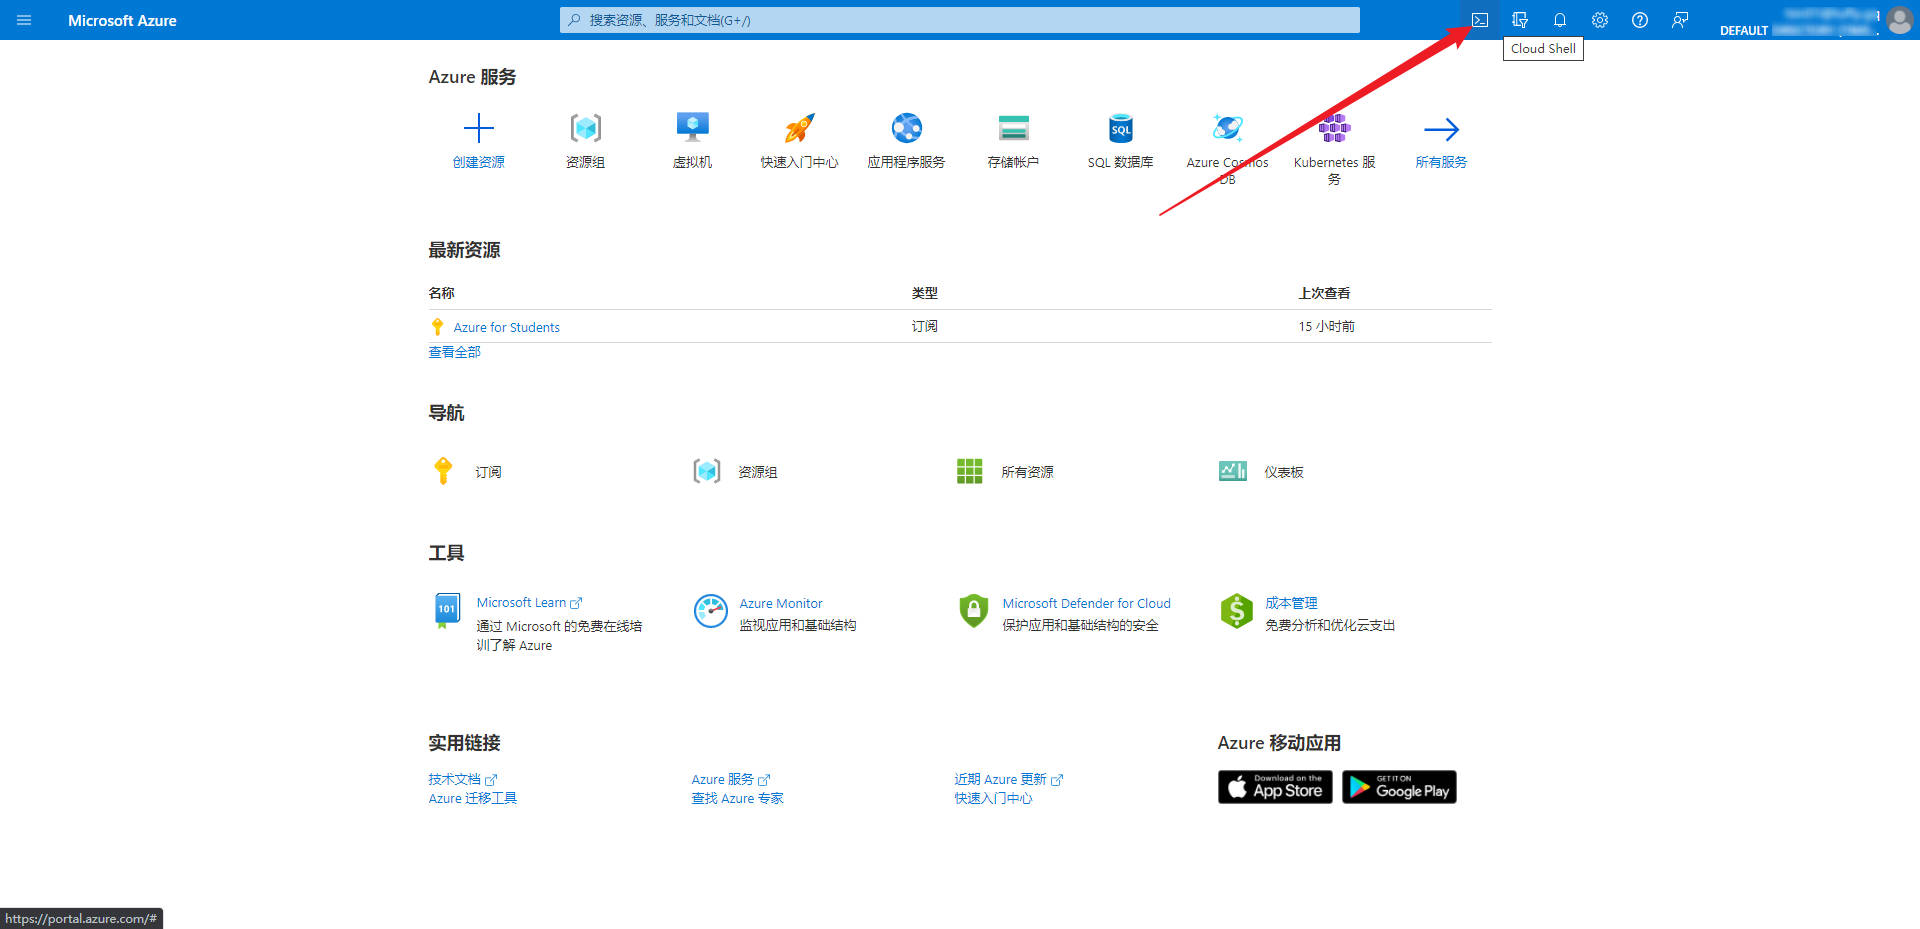 Microsoft Azure
搜索资源、服务和文档(G+/)
DEFAULT
Cloud Shell
Azure 服务
创建资源
资源组
虚拟机
快速入门中心
应用程序服务
存储帐户
SQL 数据库
Azure Cosmos
DB
Kubernetes 服
务
所有服务
最新资源
名称 类型 上次查看
Azure for Students 订阅 15 小时前
查看全部
导航
订阅 资源组 所有资源 仪表板
工具
101
Microsoft Learn
通过 Microsoft 的免费在线培
训了解 Azure
Azure Monitor
监视应用和基础结构
Microsoft Defender for Cloud
保护应用和基础结构的安全
成本管理
免费分析和优化云支出
实用链接
技术文档
Azure 迁移工具
Azure 服务
查找 Azure 专家
近期 Azure 更新
快速入门中心
Azure 移动应用
Download on the
App Store
GET IT ON
Google Play
https://portal.azure.com/#